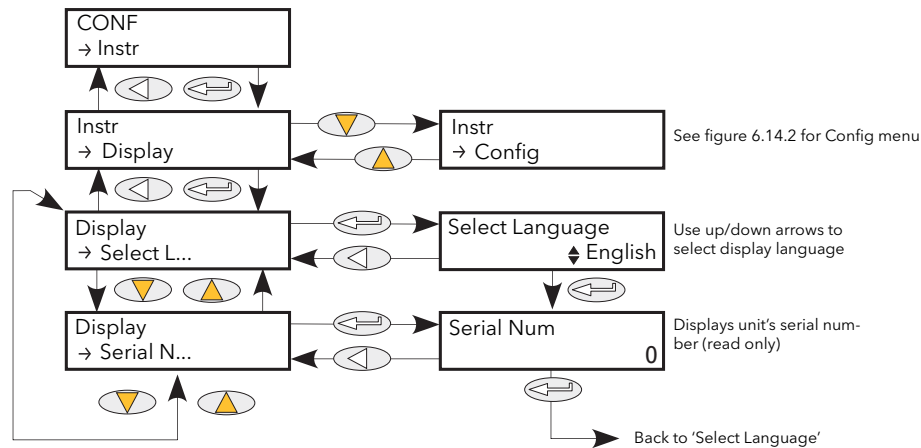 CONF
→ Instr
Instr
→ Display
Instr
→ Config
See figure 6.14.2 for Config menu
Display
→ Select L...
Select Language
English
Use up/down arrows to
select display language
Display
→ Serial N...
Serial Num
0
Displays unit's serial num-
ber (read only)
Back to 'Select Language'